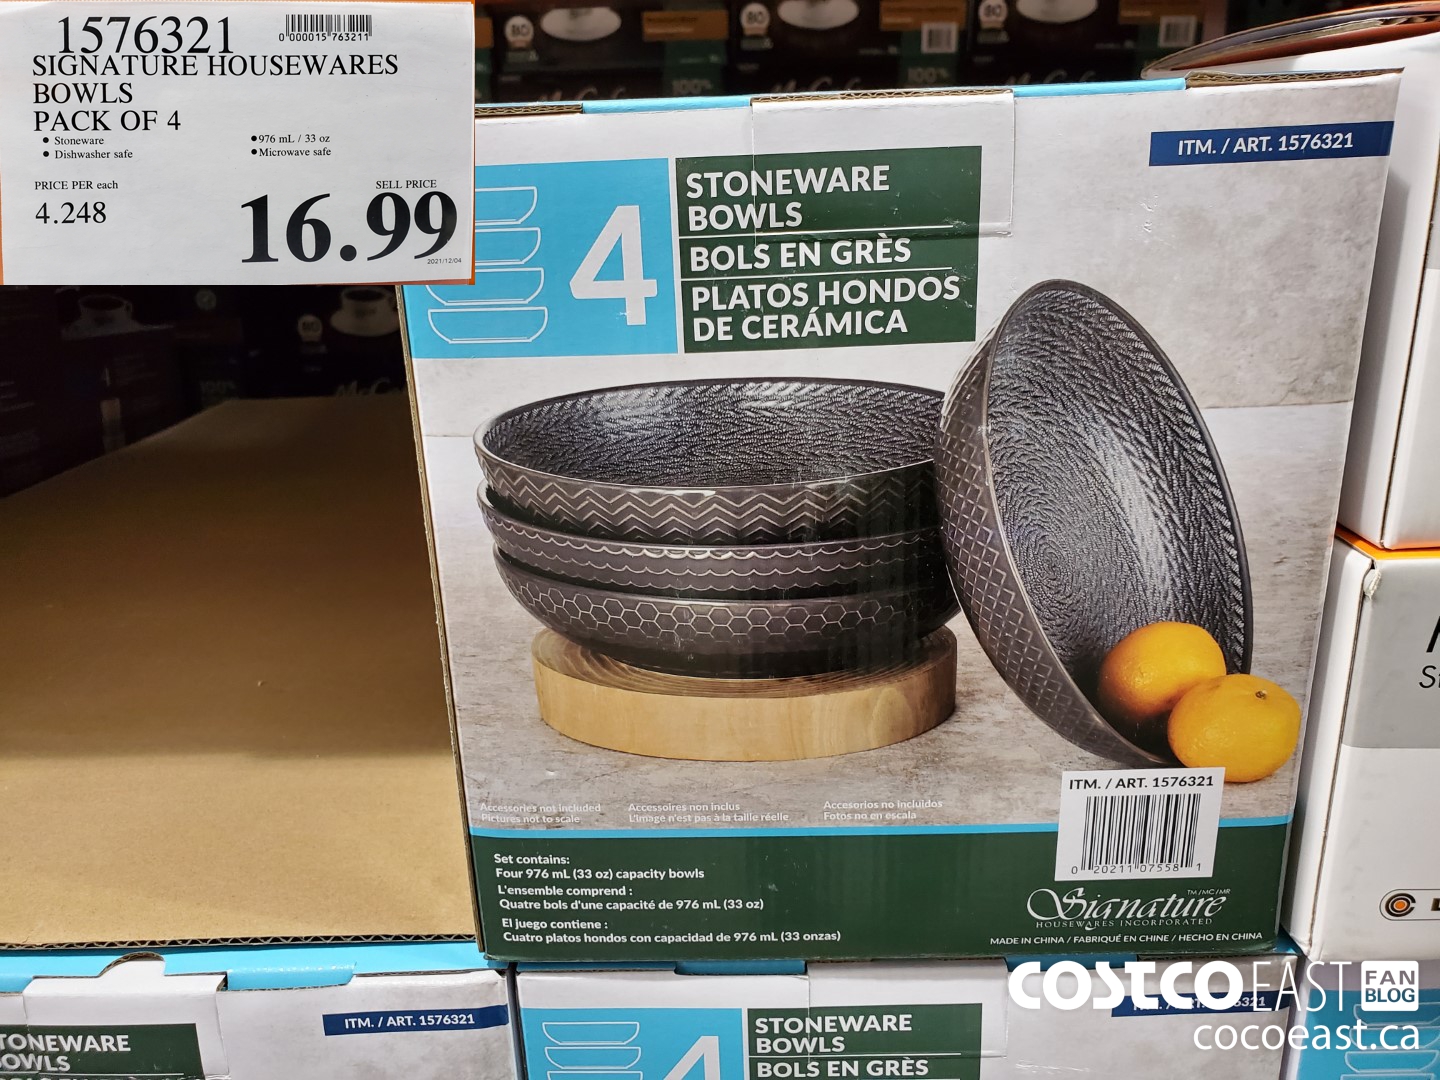 1576321
0 000015 763211
SIGNATURE HOUSEWARES
BOWLS
PACK OF 4
• Stoneware
• Dishwasher safe
• 976 mL / 33 oz
• Microwave safe
PRICE PER each
4.248
SELL PRICE
16.99
2021/12/04
ITM. / ART. 1576321
4
STONEWARE
BOWLS
BOLS EN GRÈS
PLATOS HONDOS
DE CERÁMICA
Accessories not included
Pictures not to scale
Accessoires non inclus
L'image n'est pas à la taille réelle
Accesorios no incluidos
Fotos no en escala
ITM. / ART. 1576321
0 20211 07558 1
Set contains:
Four 976 mL (33 oz) capacity bowls
L'ensemble comprend :
Quatre bols d'une capacité de 976 mL (33 oz)
El juego contiene :
Cuatro platos hondos con capacidad de 976 mL (33 onzas)
Signature
TM/MC/MR
HOUSEWARES INCORPORATED
MADE IN CHINA / FABRIQUÉ EN CHINE / HECHO EN CHINA
ITM. / ART. 1576321
STONEWARE
BOWLS
BOLS EN GRÈS
4
COSTCO EAST FAN BLOG
cocoeast.ca